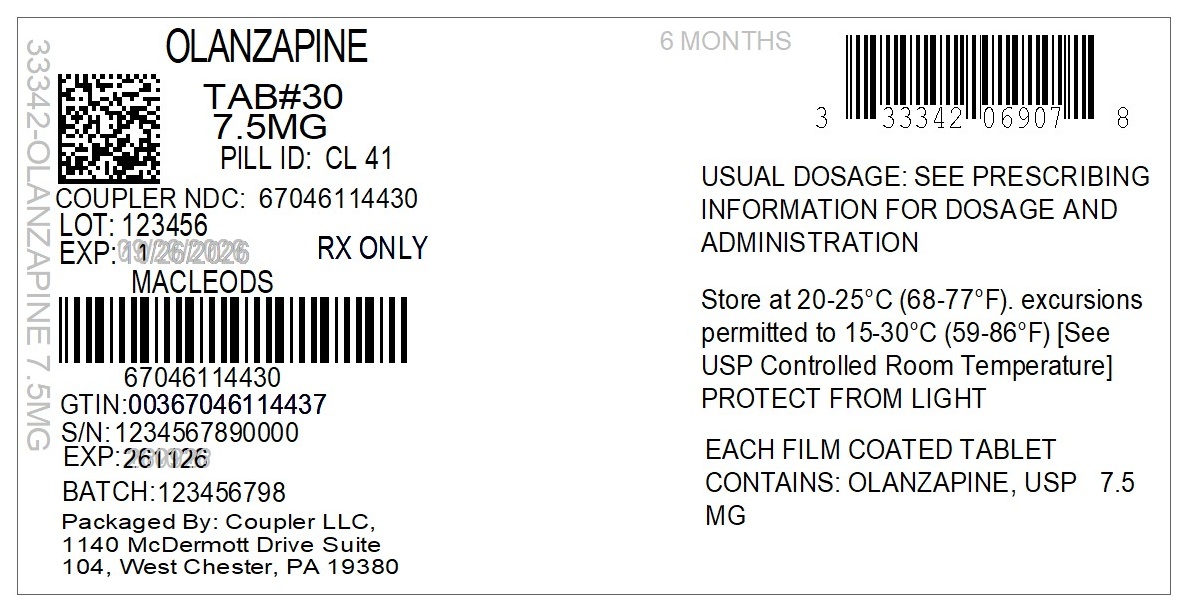 33342-OLANZAPINE 7.5MG
OLANZAPINE
TAB#30
7.5MG
PILL ID: CL 41
COUPLER NDC: 67046114430
LOT: 123456
EXP:
RX ONLY
MACLEODS
67046114430
GTIN:00367046114437
S/N:1234567890000
EXP:
BATCH:123456798
Packaged By: Coupler LLC,
1140 McDermott Drive Suite
104, West Chester, PA 19380
6 MONTHS
3 33342 06907 8
USUAL DOSAGE: SEE PRESCRIBING
INFORMATION FOR DOSAGE AND
ADMINISTRATION
Store at 20-25°C (68-77°F). excursions
permitted to 15-30°C (59-86°F) [See
USP Controlled Room Temperature]
PROTECT FROM LIGHT
EACH FILM COATED TABLET
CONTAINS: OLANZAPINE, USP 7.5
MG